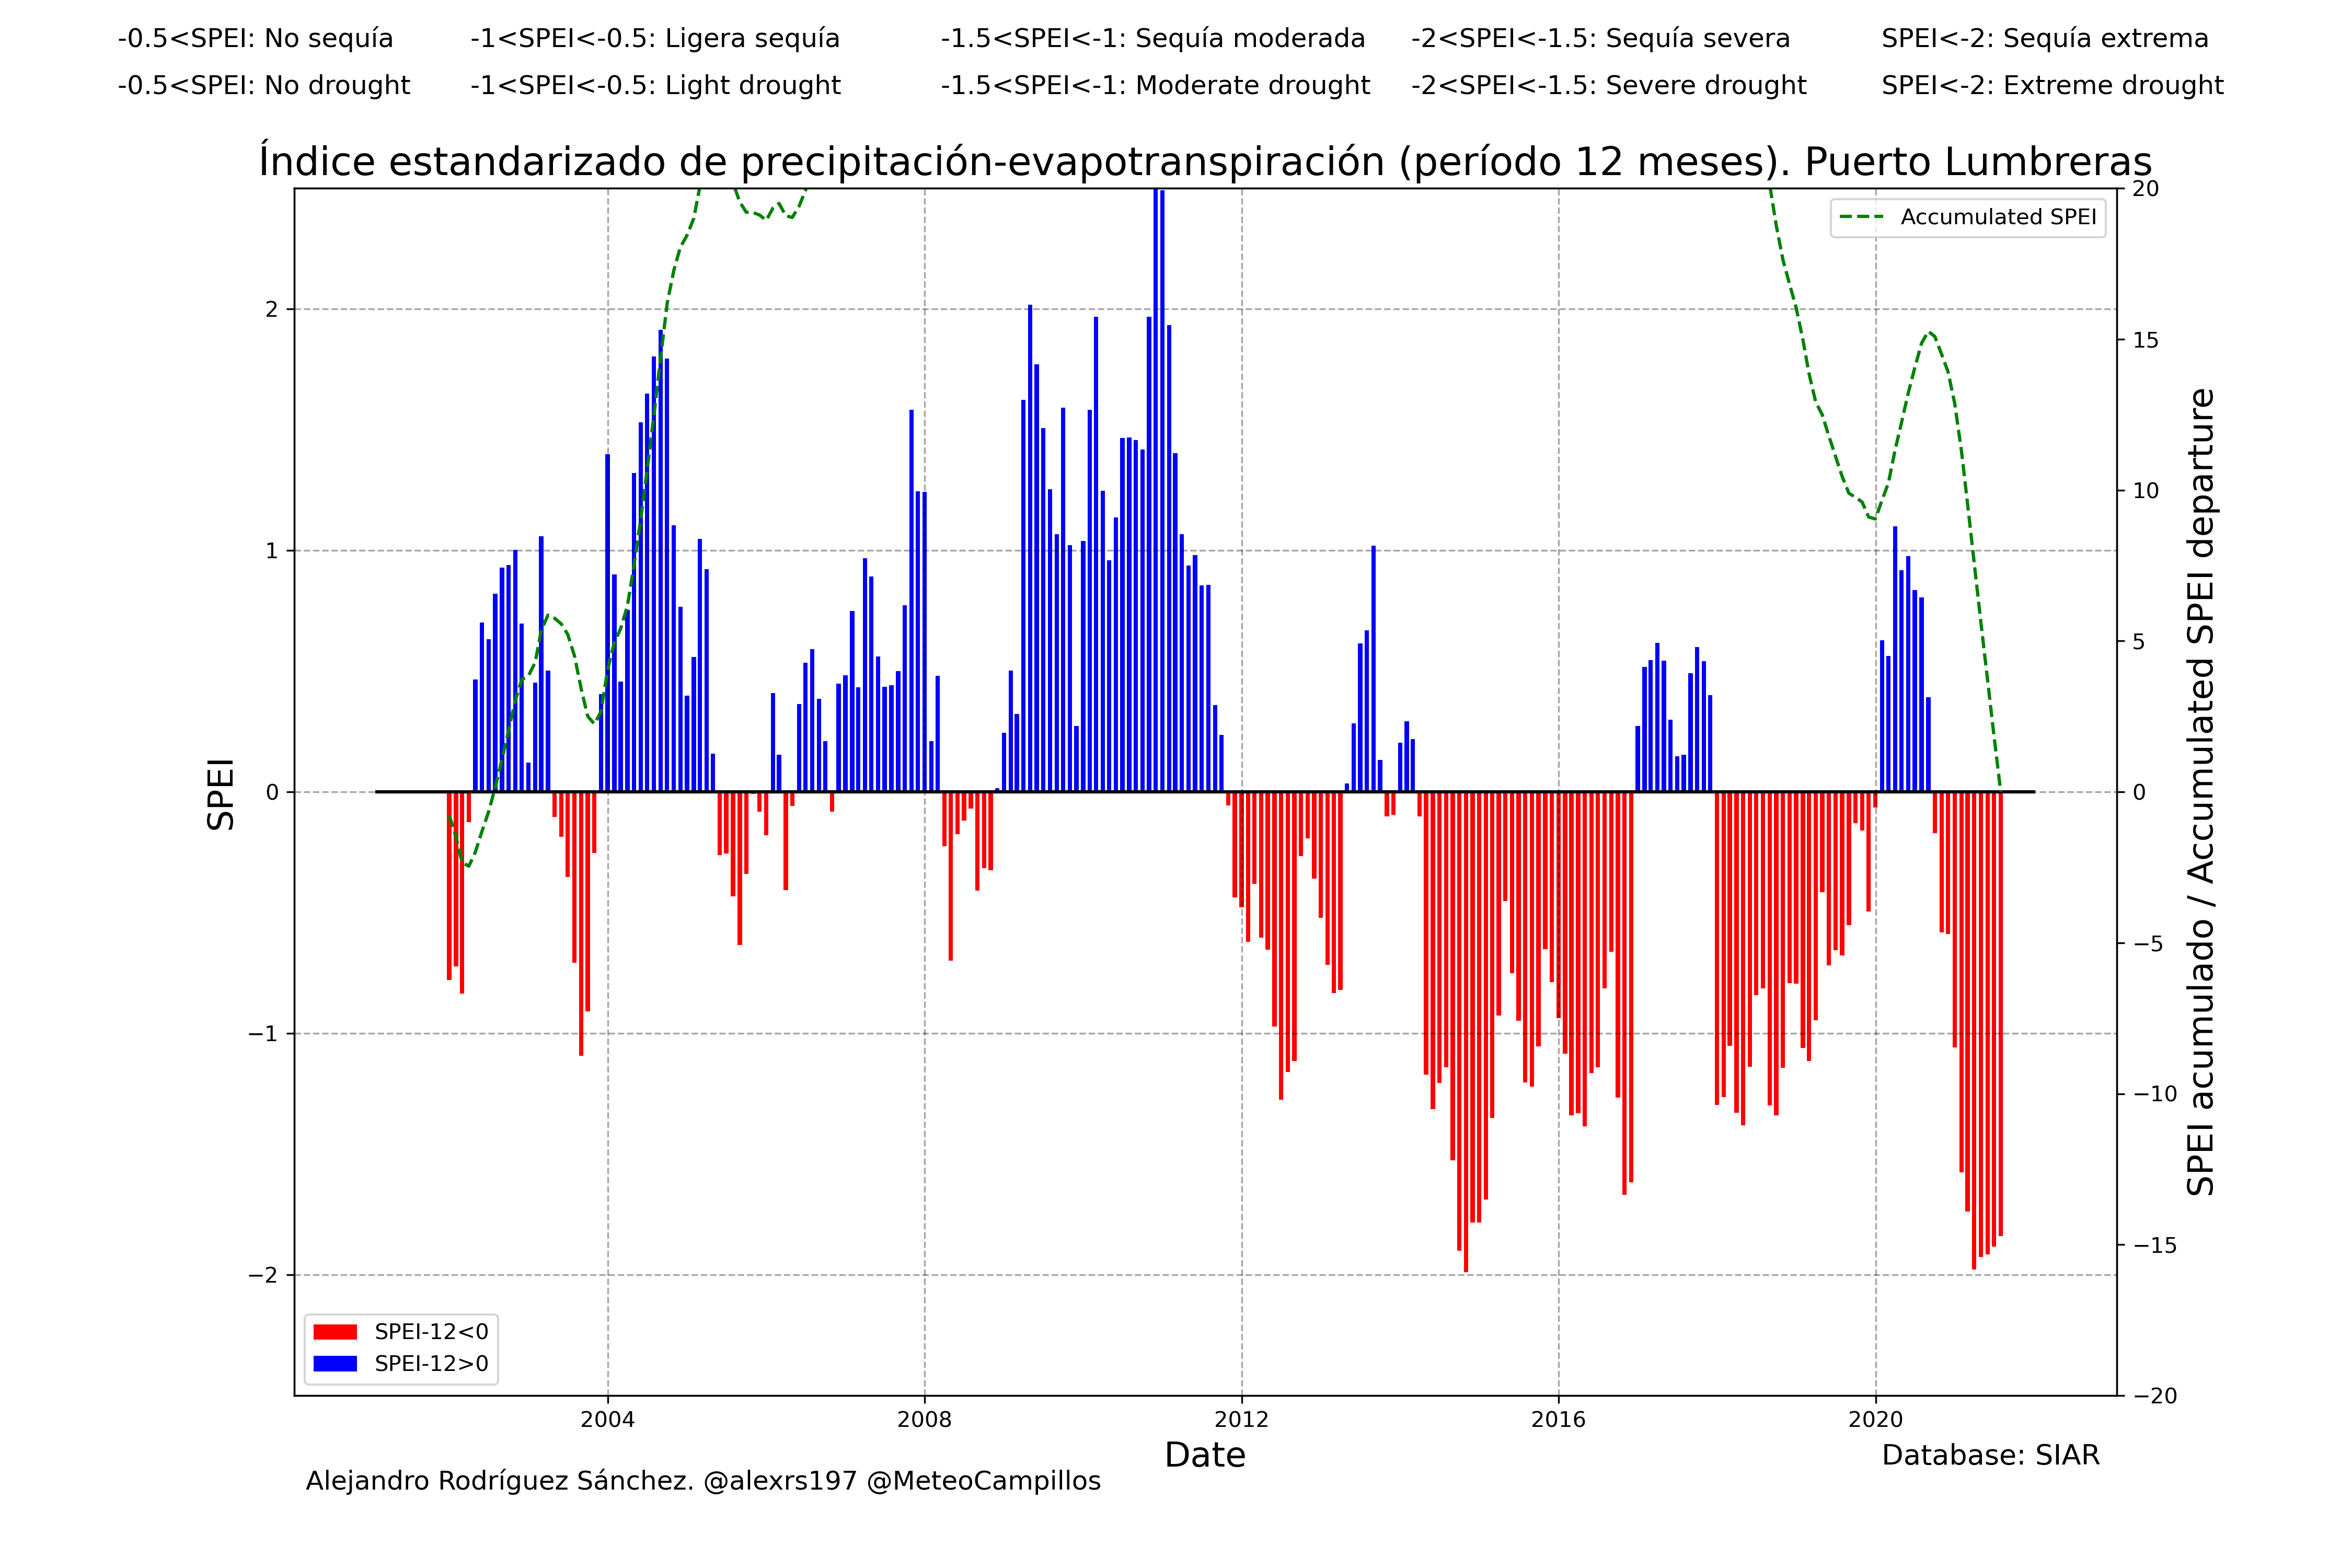 -0.5<SPEI: No sequía -1<SPEI<-0.5: Ligera sequía -1.5<SPEI<-1: Sequía moderada -2<SPEI<-1.5: Sequía severa SPEI<-2: Sequía extrema
-0.5<SPEI: No drought -1<SPEI<-0.5: Light drought -1.5<SPEI<-1: Moderate drought -2<SPEI<-1.5: Severe drought SPEI<-2: Extreme drought
Índice estandarizado de precipitación-evapotranspiración (período 12 meses). Puerto Lumbreras
Accumulated SPEI
SPEI
2
1
0
−1
−2
20
15
10
5
0
−5
−10
−15
−20
SPEI acumulado / Accumulated SPEI departure
SPEI-12<0
SPEI-12>0
2004 2008 2012 2016 2020
Date
Database: SIAR
Alejandro Rodríguez Sánchez. @alexrs197 @MeteoCampillos